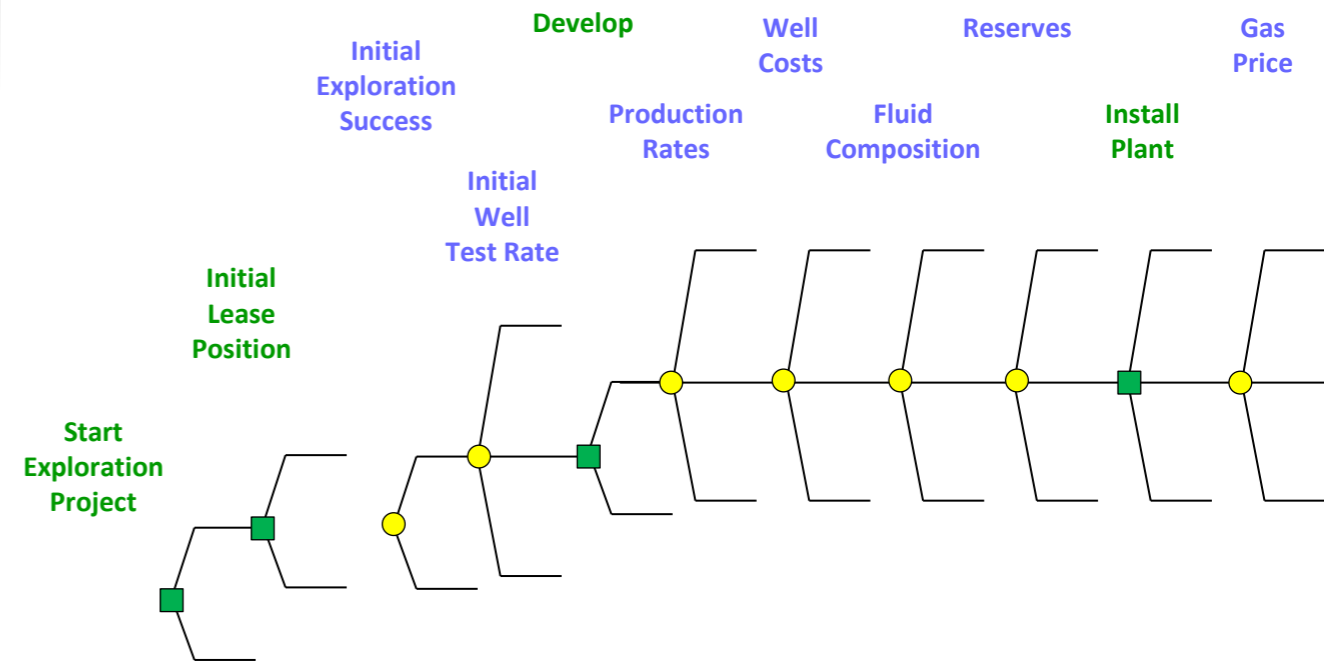 Start
Exploration
Project
Initial
Lease
Position
Initial
Exploration
Success
Initial
Well
Test Rate
Develop
Production
Rates
Well
Costs
Fluid
Composition
Reserves
Install
Plant
Gas
Price